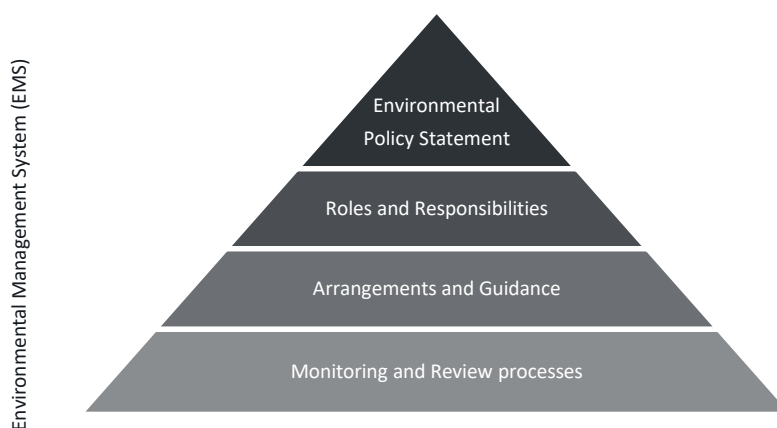 Environmental Management System (EMS)
Environmental
Policy Statement
Roles and Responsibilities
Arrangements and Guidance
Monitoring and Review processes